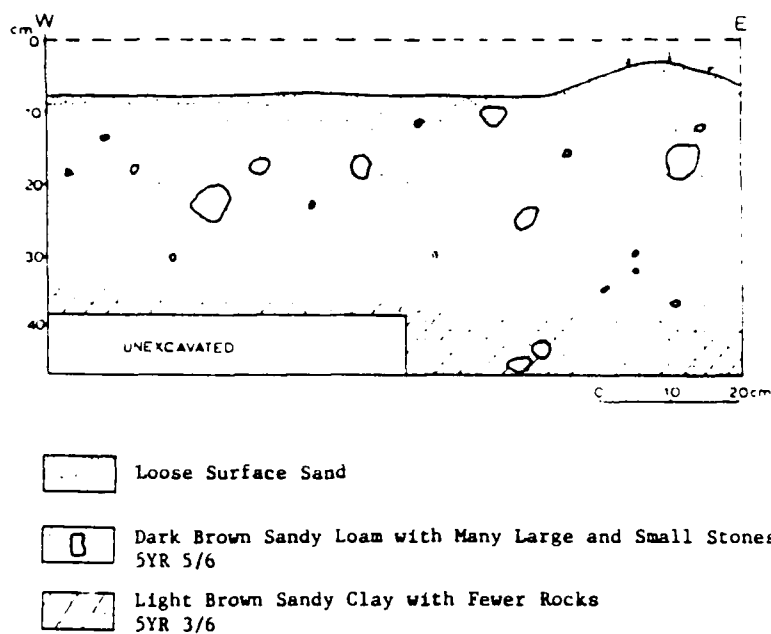 cm W E
0
10
20
30
40
UNEXCAVATED
0 10 20cm
Loose Surface Sand
Dark Brown Sandy Loam with Many Large and Small Stones
5YR 5/6
Light Brown Sandy Clay with Fewer Rocks
5YR 3/6